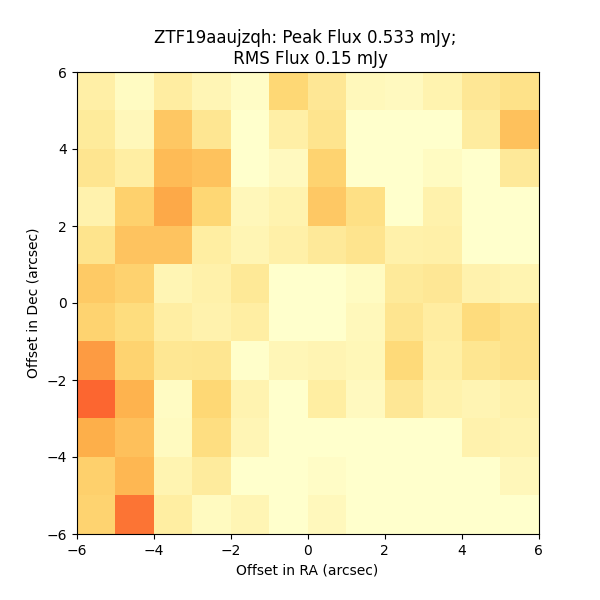 ZTF19aaujzqh: Peak Flux 0.533 mJy;
RMS Flux 0.15 mJy
6
4
2
0
−2
−4
−6
Offset in Dec (arcsec)
−6 −4 −2 0 2 4 6
Offset in RA (arcsec)